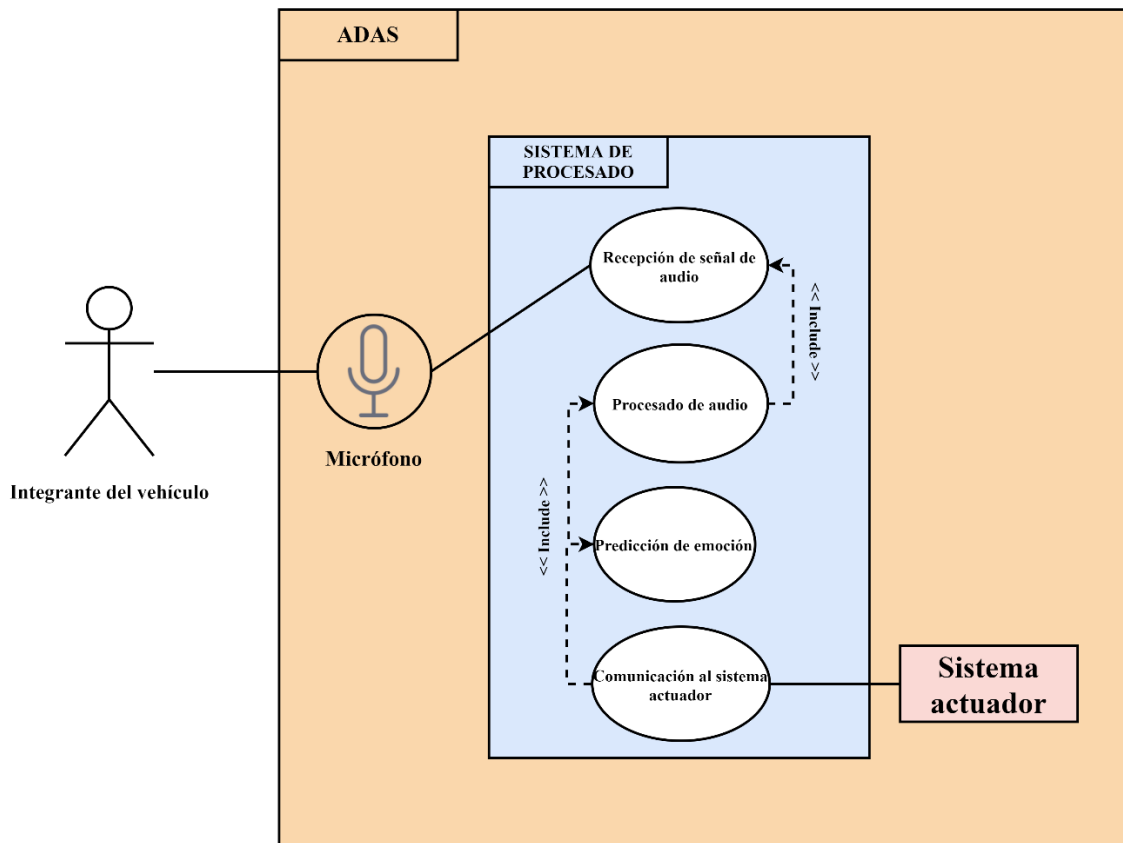 ADAS
SISTEMA DE
PROCESADO
Recepción de señal de
audio
<< Include >>
Procesado de audio
Micrófono
Integrante del vehículo
<< Include >>
Predicción de emoción
Comunicación al sistema
actuador
Sistema
actuador